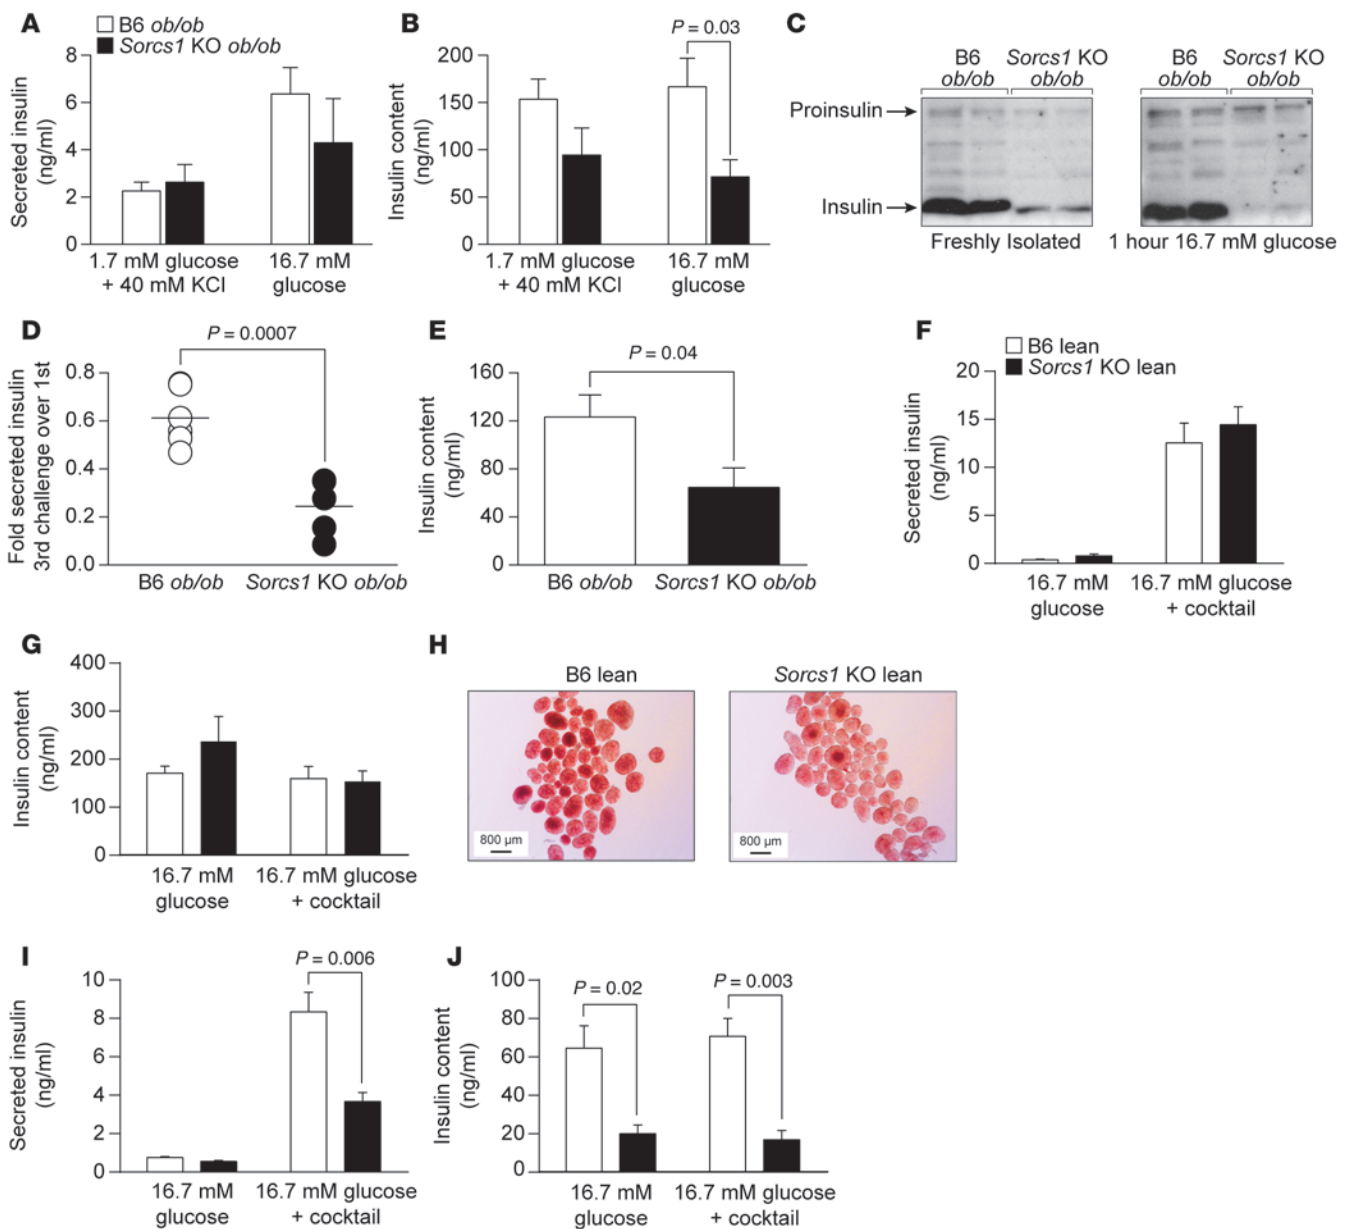 A
B6 ob/ob
Sorcs1 KO ob/ob
Secreted insulin
(ng/ml)
8
6
4
2
0
1.7 mM glucose
+ 40 mM KCl
16.7 mM
glucose
B
P = 0.03
Insulin content
(ng/ml)
200
150
100
50
0
1.7 mM glucose
+ 40 mM KCl
16.7 mM
glucose
C
B6
ob/ob
Sorcs1 KO
ob/ob
B6
ob/ob
Sorcs1 KO
ob/ob
Proinsulin
Insulin
Freshly Isolated
1 hour 16.7 mM glucose
D
P = 0.0007
Fold secreted insulin
3rd challenge over 1st
0.8
0.6
0.4
0.2
0.0
B6 ob/ob
Sorcs1 KO ob/ob
E
P = 0.04
Insulin content
(ng/ml)
160
120
80
40
0
B6 ob/ob
Sorcs1 KO ob/ob
F
B6 lean
Sorcs1 KO lean
Secreted insulin
(ng/ml)
20
15
10
5
0
16.7 mM
glucose
16.7 mM glucose
+ cocktail
G
Insulin content
(ng/ml)
400
300
200
100
0
16.7 mM
glucose
16.7 mM glucose
+ cocktail
H
B6 lean
Sorcs1 KO lean
800 µm
800 µm
I
P = 0.006
Secreted insulin
(ng/ml)
10
8
6
4
2
0
16.7 mM
glucose
16.7 mM glucose
+ cocktail
J
P = 0.02
P = 0.003
Insulin content
(ng/ml)
100
80
60
40
20
0
16.7 mM
glucose
16.7 mM glucose
+ cocktail